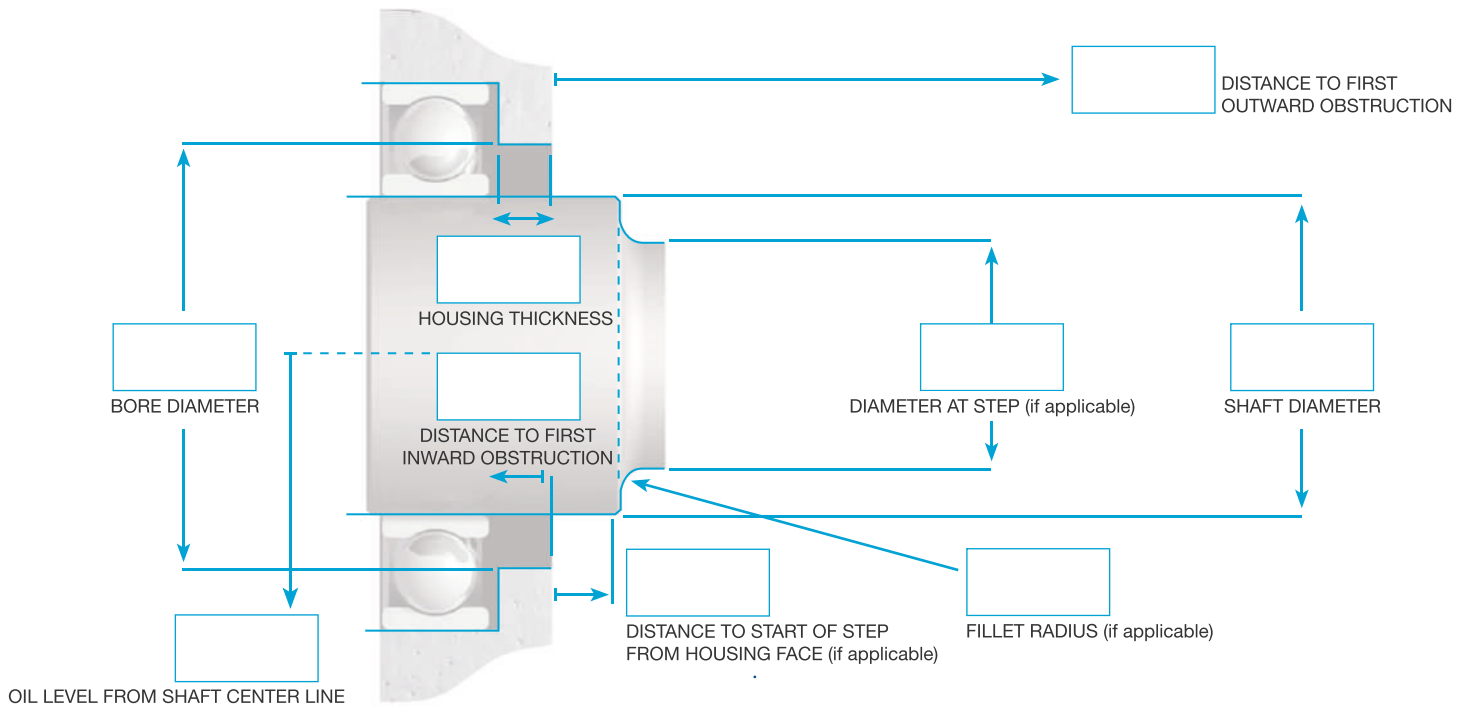 DISTANCE TO FIRST
OUTWARD OBSTRUCTION
HOUSING THICKNESS
BORE DIAMETER
DIAMETER AT STEP (if applicable)
SHAFT DIAMETER
DISTANCE TO FIRST
INWARD OBSTRUCTION
DISTANCE TO START OF STEP
FROM HOUSING FACE (if applicable)
FILLET RADIUS (if applicable)
OIL LEVEL FROM SHAFT CENTER LINE